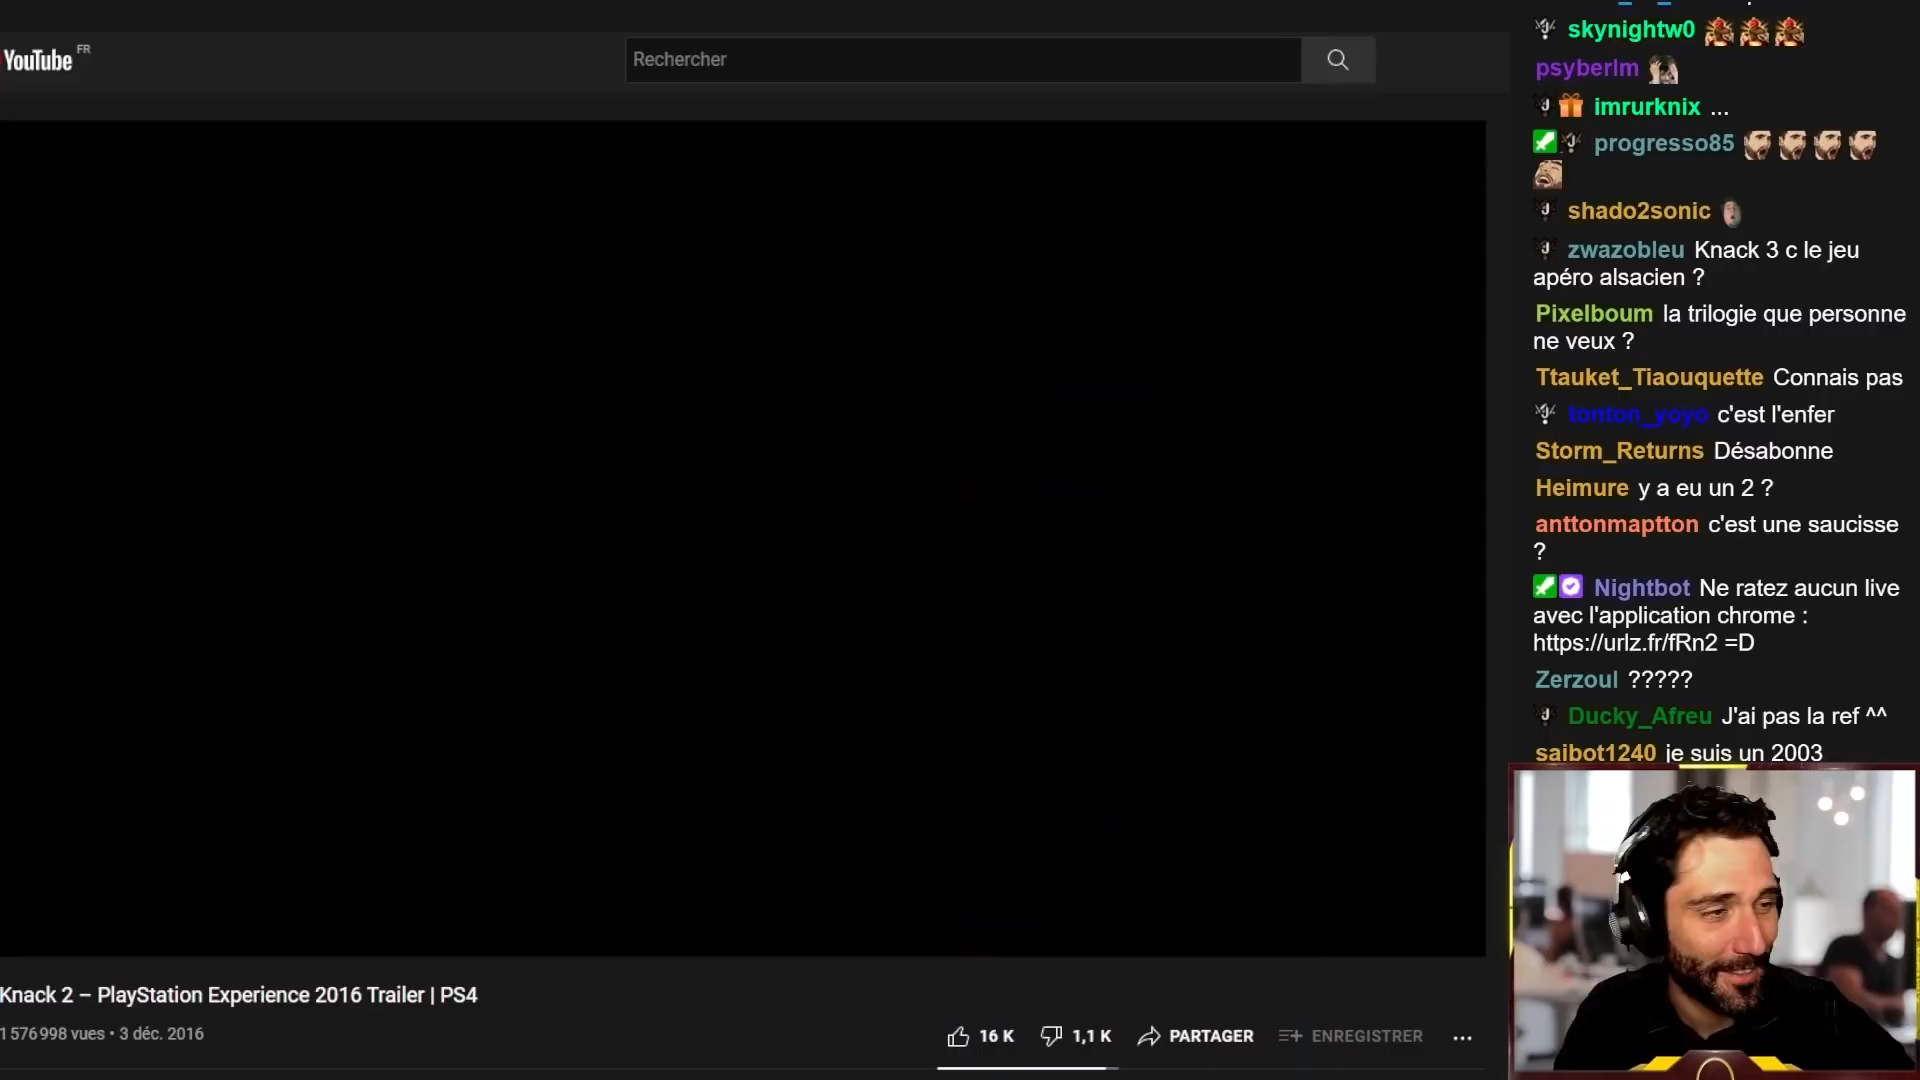 YouTube FR
Rechercher
skynightw0
psyberlm
imrurknix ...
progresso85
shado2sonic
zwazobleu Knack 3 c le jeu
apéro alsacien ?
Pixelboum la trilogie que personne
ne veux ?
Ttauket_Tiaouquette Connais pas
tonton_yoyo c'est l'enfer
Storm_Returns Désabonne
Heimure y a eu un 2 ?
anttonmaptton c'est une saucisse
?
Nightbot Ne ratez aucun live
avec l'application chrome :
https://urlz.fr/fRn2 =D
Zerzoul ?????
Ducky_Afreu J'ai pas la ref ^^
saibot1240 je suis un 2003
Knack 2 – PlayStation Experience 2016 Trailer | PS4
1 576 998 vues • 3 déc. 2016
16 K
1,1 K
PARTAGER
ENREGISTRER
...